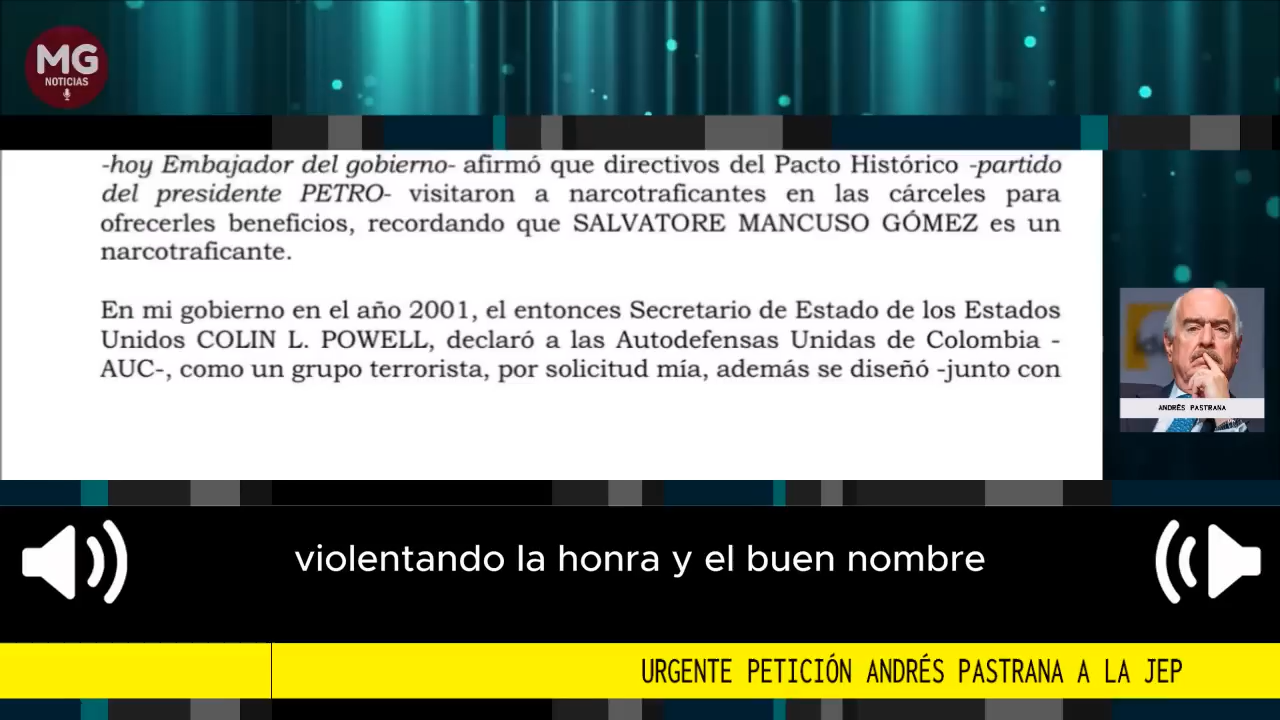 MG
NOTICIAS
-hoy Embajador del gobierno- afirmó que directivos del Pacto Histórico -partido
del presidente PETRO- visitaron a narcotraficantes en las cárceles para
ofrecerles beneficios, recordando que SALVATORE MANCUSO GÓMEZ es un
narcotraficante.
En mi gobierno en el año 2001, el entonces Secretario de Estado de los Estados
Unidos COLIN L. POWELL, declaró a las Autodefensas Unidas de Colombia -
AUC-, como un grupo terrorista, por solicitud mía, además se diseñó -junto con
ANDRÉS PASTRANA
violentando la honra y el buen nombre
URGENTE PETICIÓN ANDRÉS PASTRANA A LA JEP